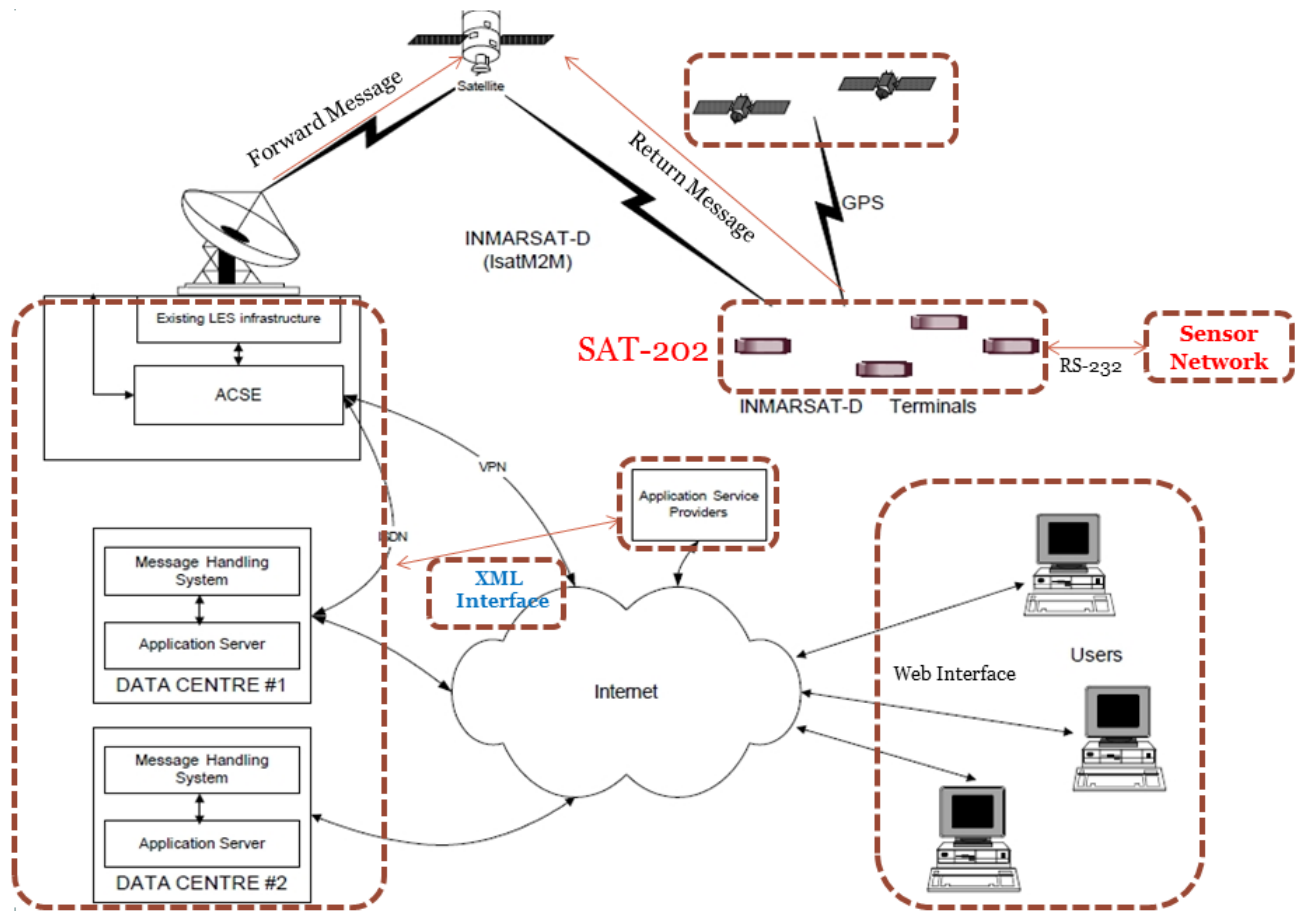 Satellite
Forward Message
Return Message
GPS
INMARSAT-D
(IsatM2M)
Existing LES infrastructure
ACSE
SAT-202
RS-232
Sensor
Network
INMARSAT-D Terminals
VPN
ISDN
Application Service
Providers
XML
Interface
Message Handling
System
Application Server
DATA CENTRE #1
Internet
Web Interface
Users
Message Handling
System
Application Server
DATA CENTRE #2